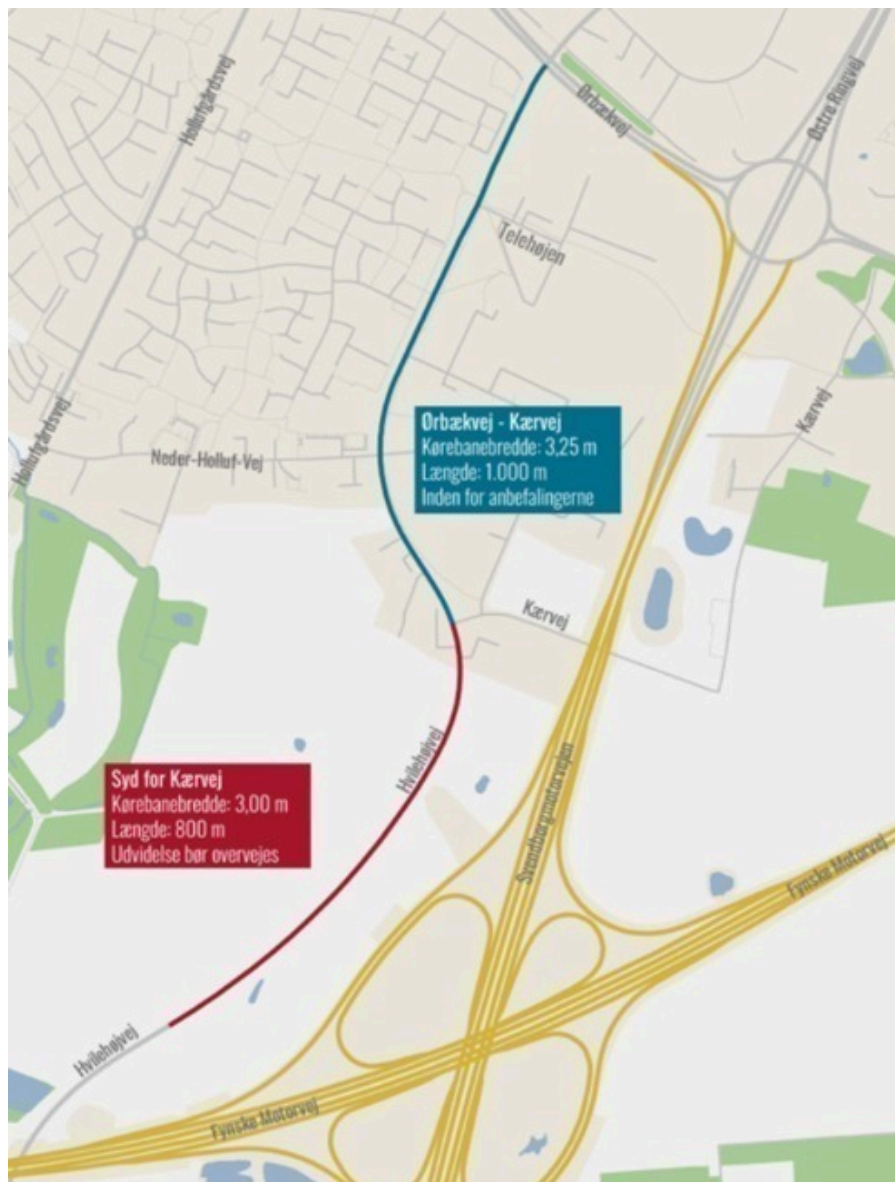 Hollufgårdsvej
Ørbækvej
Østre Ringvej
Telehøjen
Hollufgårdsvej
Neder-Holluf-Vej
Ørbækvej - Kærvej
Kørebanebredde: 3,25 m
Længde: 1.000 m
Inden for anbefalingerne
Kærvej
Kærvej
Hvilehøjvej
Syd for Kærvej
Kørebanebredde: 3,00 m
Længde: 800 m
Udvidelse bør overvejes
Svendborgmotorvejen
Fynske Motorvej
Hvilehøjvej
Fynske Motorvej